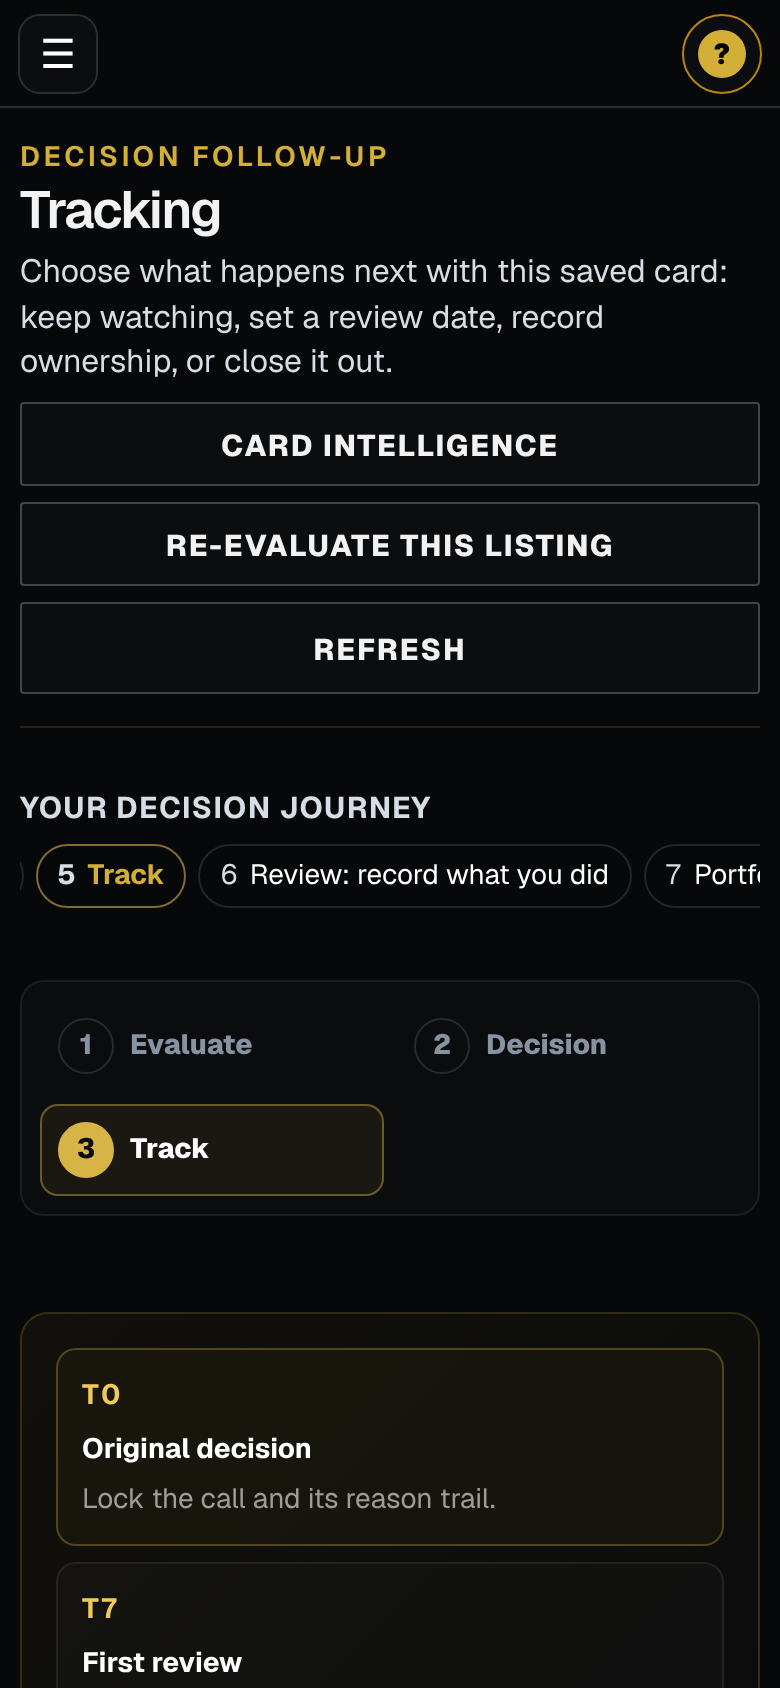 ☰
?
DECISION FOLLOW-UP
Tracking
Choose what happens next with this saved card:
keep watching, set a review date, record
ownership, or close it out.
CARD INTELLIGENCE
RE-EVALUATE THIS LISTING
REFRESH
YOUR DECISION JOURNEY
5 Track
6 Review: record what you did
7
1 Evaluate
2 Decision
3 Track
T0
Original decision
Lock the call and its reason trail.
T7
First review